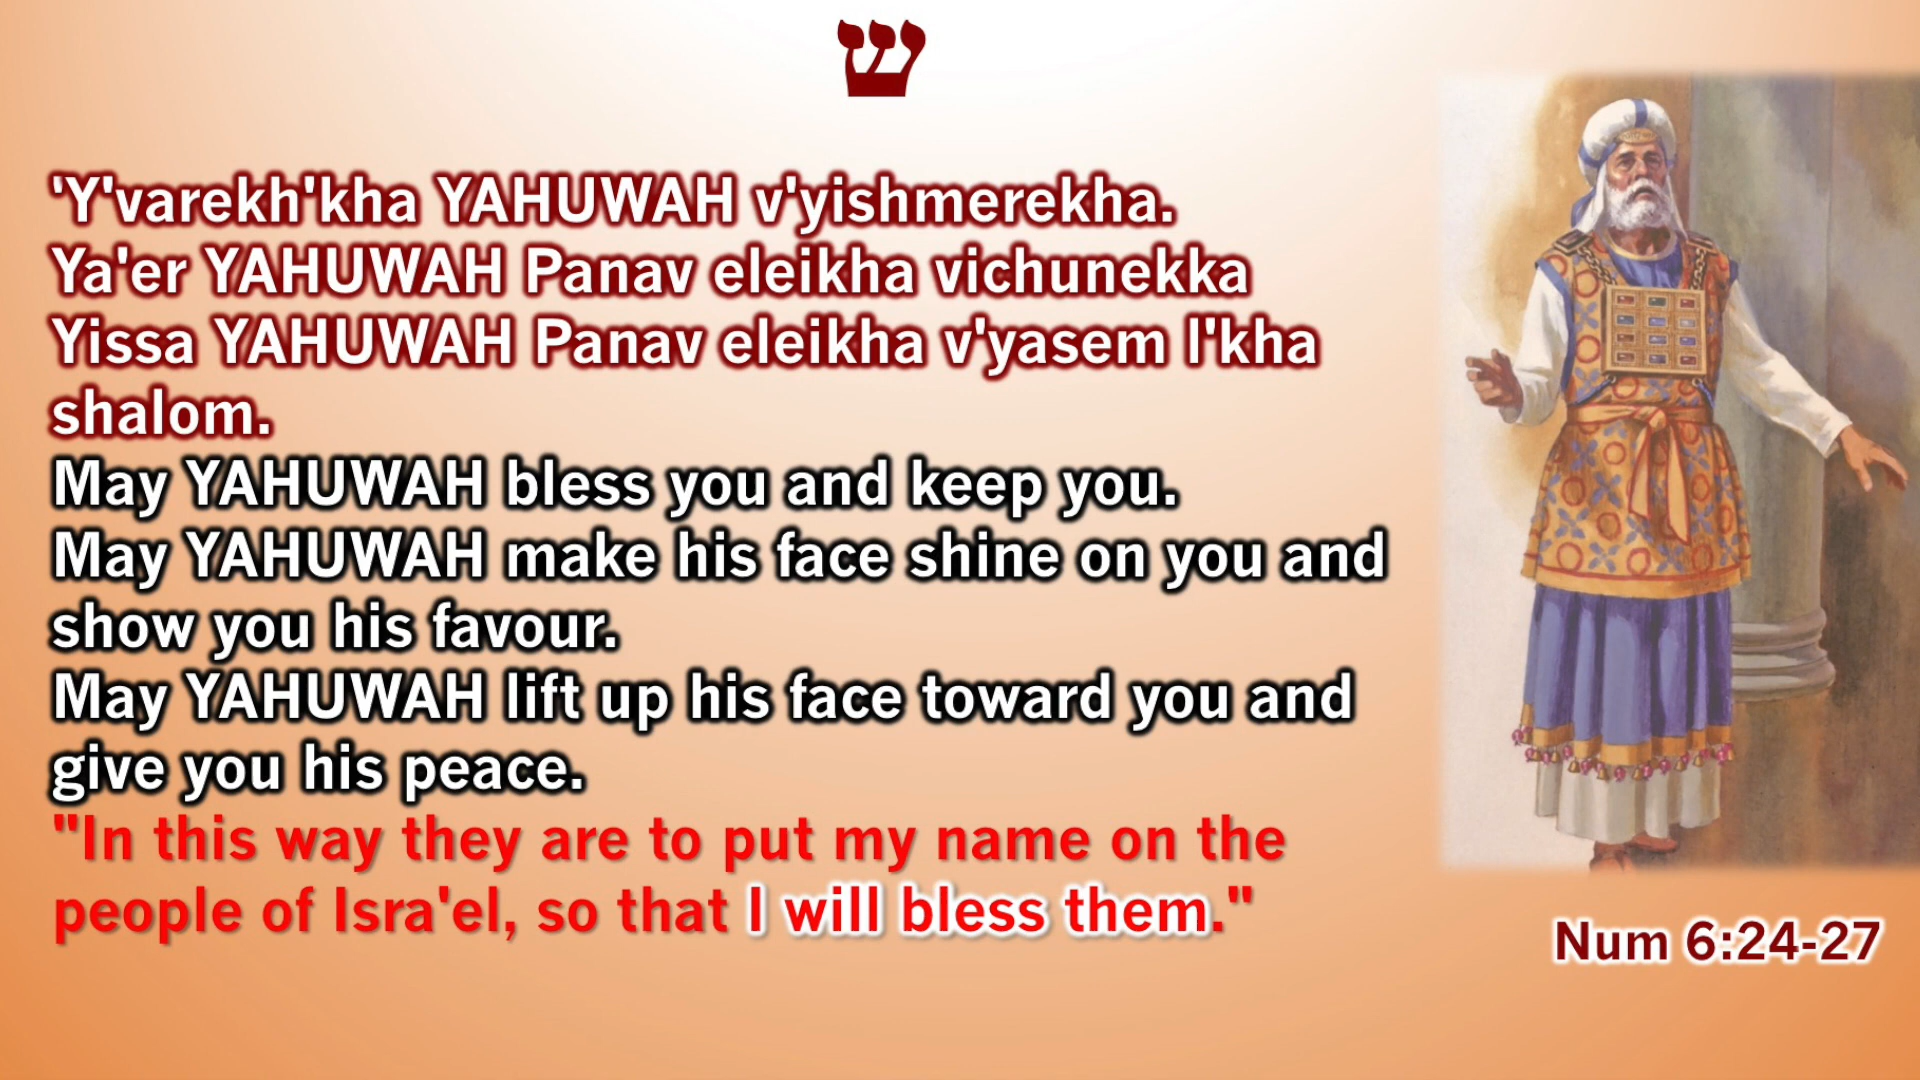 ש
'Y'varekh'kha YAHUWAH v'yishmerekha.
Ya'er YAHUWAH Panav eleikha vichunekka
Yissa YAHUWAH Panav eleikha v'yasem l'kha
shalom.
May YAHUWAH bless you and keep you.
May YAHUWAH make his face shine on you and
show you his favour.
May YAHUWAH lift up his face toward you and
give you his peace.
"In this way they are to put my name on the
people of Isra'el, so that I will bless them."
Num 6:24-27